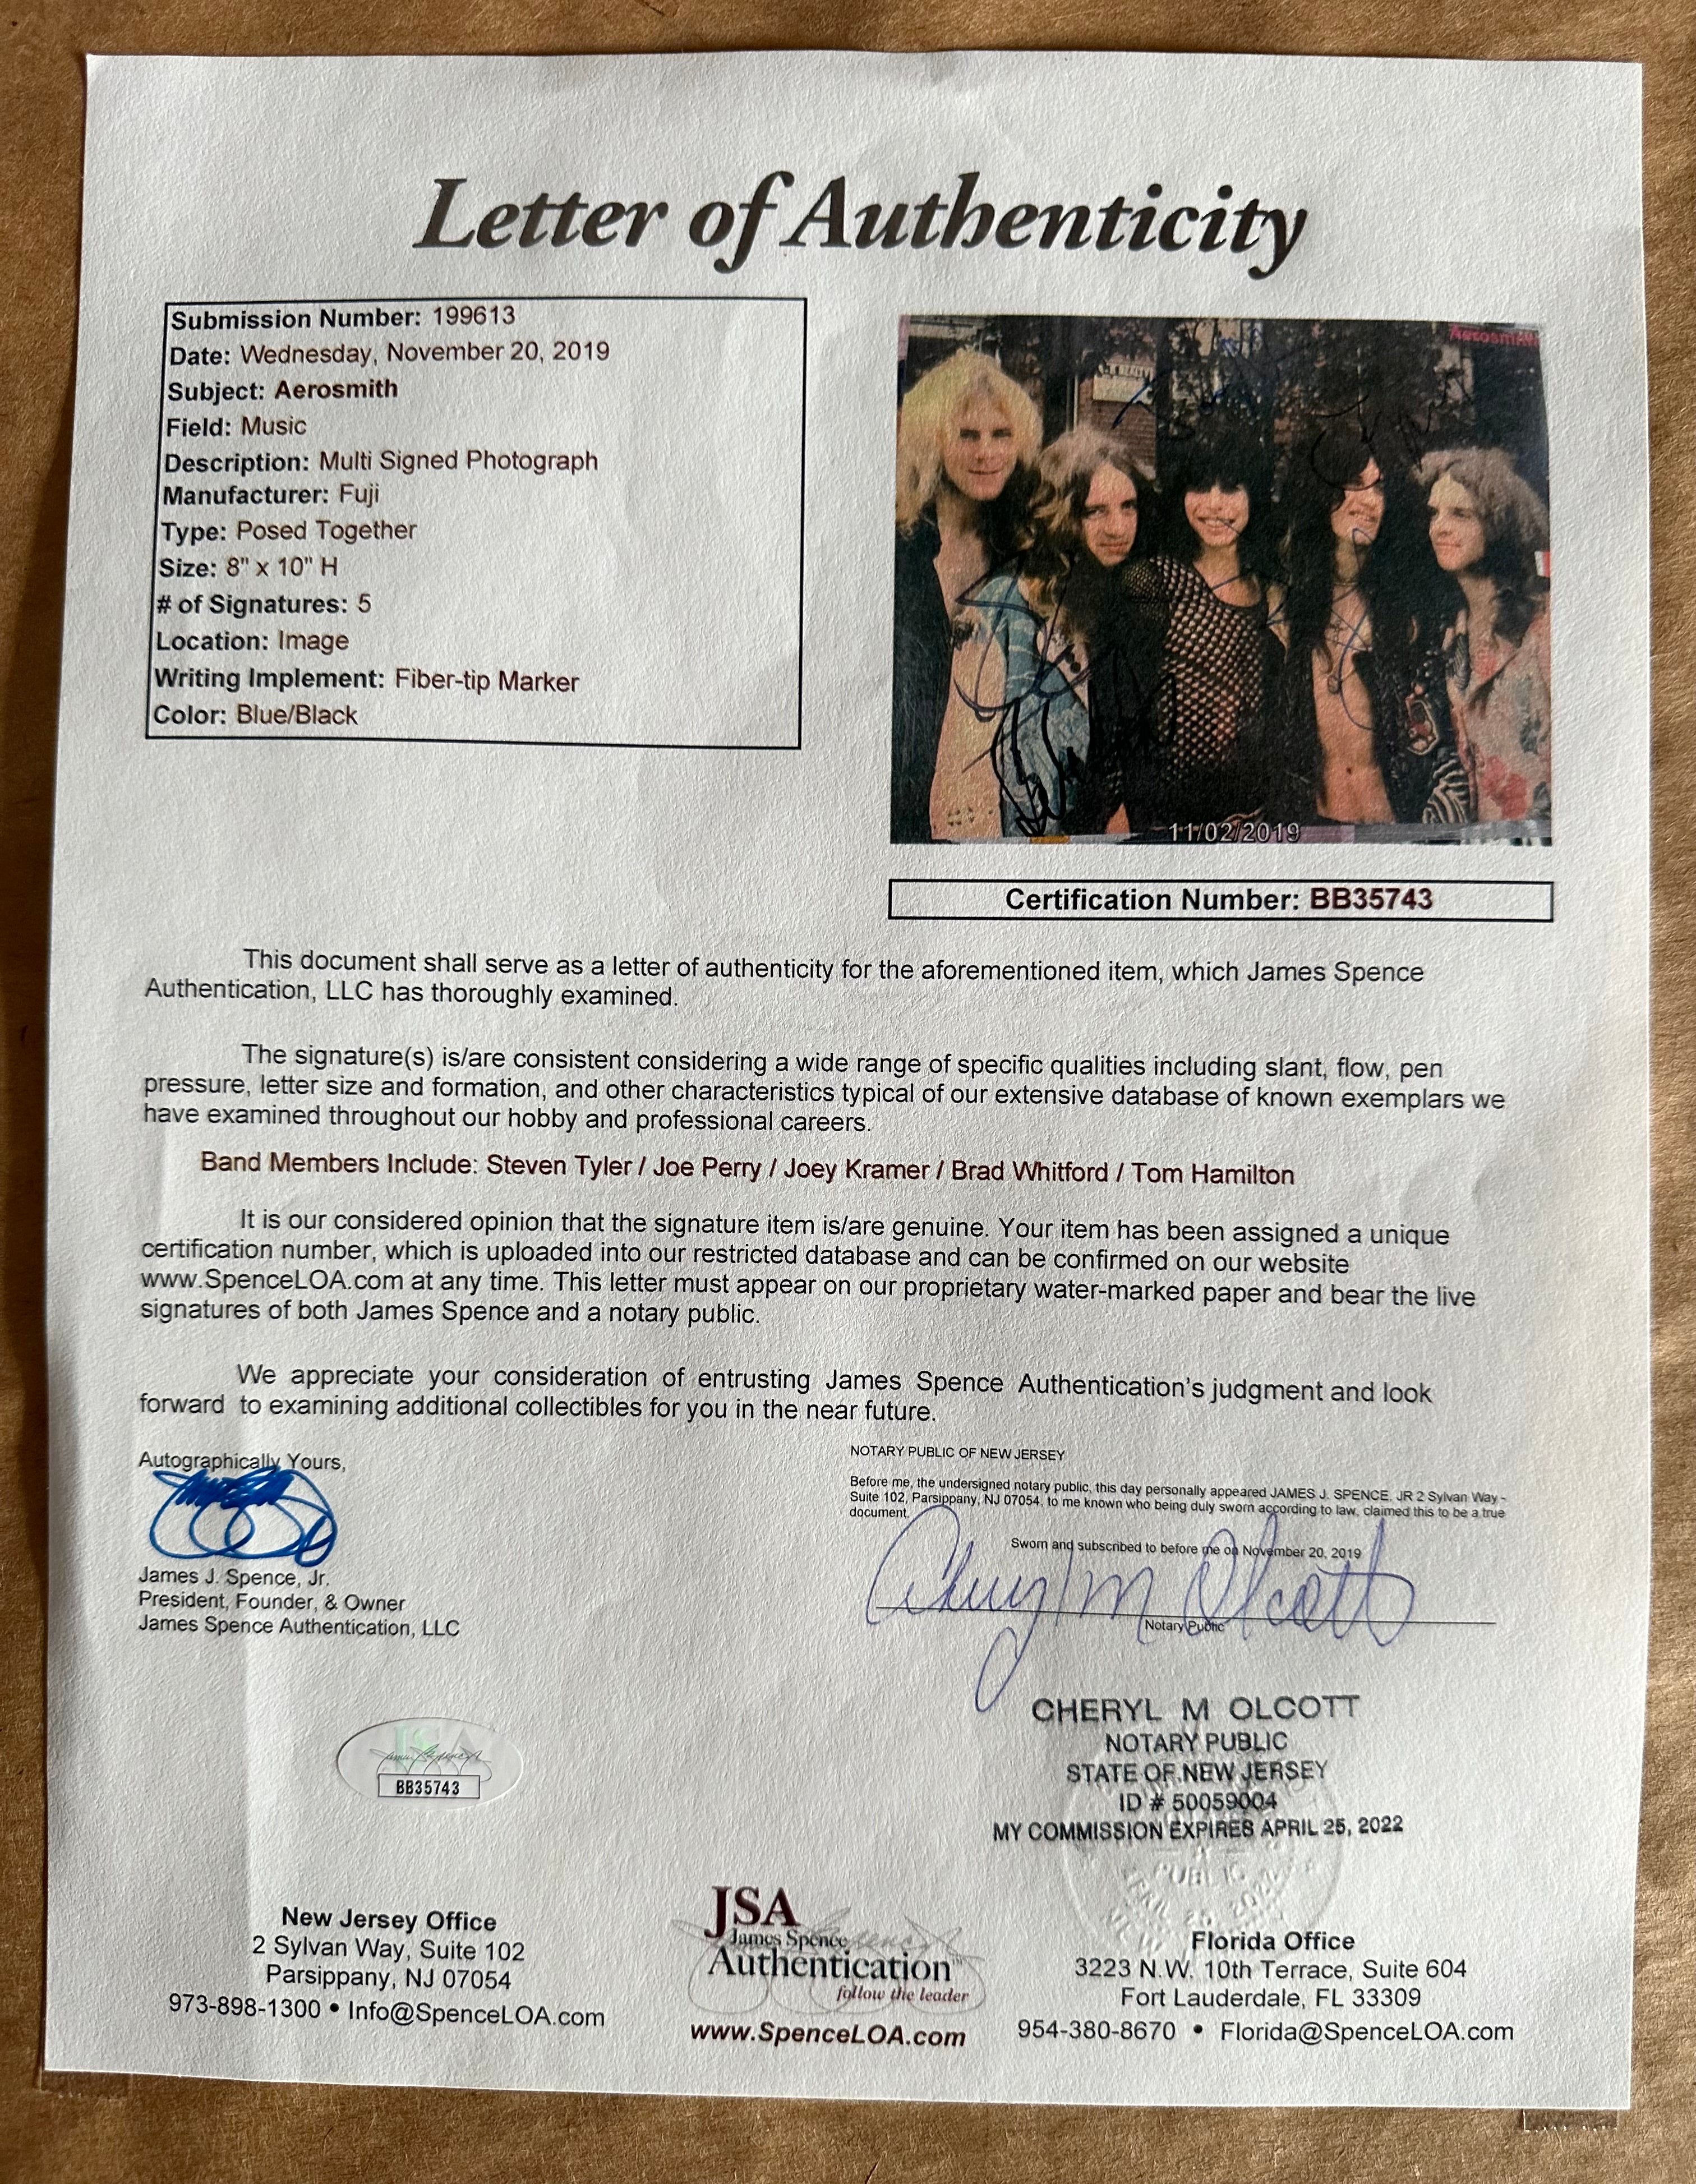 Letter of Authenticity
Submission Number: 199613
Date: Wednesday, November 20, 2019
Subject: Aerosmith
Field: Music
Description: Multi Signed Photograph
Manufacturer: Fuji
Type: Posed Together
Size: 8" x 10" H
# of Signatures: 5
Location: Image
Writing Implement: Fiber-tip Marker
Color: Blue/Black
Aerosmith
11/02/2019
Certification Number: BB35743
This document shall serve as a letter of authenticity for the aforementioned item, which James Spence
Authentication, LLC has thoroughly examined.
The signature(s) is/are consistent considering a wide range of specific qualities including slant, flow, pen
pressure, letter size and formation, and other characteristics typical of our extensive database of known exemplars we
have examined throughout our hobby and professional careers.
Band Members Include: Steven Tyler / Joe Perry / Joey Kramer / Brad Whitford / Tom Hamilton
It is our considered opinion that the signature item is/are genuine. Your item has been assigned a unique
certification number, which is uploaded into our restricted database and can be confirmed on our website
www.SpenceLOA.com at any time. This letter must appear on our proprietary water-marked paper and bear the live
signatures of both James Spence and a notary public.
We appreciate your consideration of entrusting James Spence Authentication's judgment and look
forward to examining additional collectibles for you in the near future.
Autographically Yours,
James J. Spence, Jr.
President, Founder, & Owner
James Spence Authentication, LLC
NOTARY PUBLIC OF NEW JERSEY
Before me, the undersigned notary public, this day personally appeared JAMES J. SPENCE, JR 2 Sylvan Way -
Suite 102, Parsippany, NJ 07054, to me known who being duly sworn according to law, claimed this to be a true
document.
Sworn and subscribed to before me on November 20, 2019
Cheryl M Olcott
Notary Public
CHERYL M OLCOTT
NOTARY PUBLIC
STATE OF NEW JERSEY
ID # 50059004
MY COMMISSION EXPIRES APRIL 25, 2022
JSA
BB35743
New Jersey Office
2 Sylvan Way, Suite 102
Parsippany, NJ 07054
973-898-1300 • Info@SpenceLOA.com
JSA
James Spence
Authentication™
follow the leader
www.SpenceLOA.com
Florida Office
3223 N.W. 10th Terrace, Suite 604
Fort Lauderdale, FL 33309
954-380-8670 • Florida@SpenceLOA.com